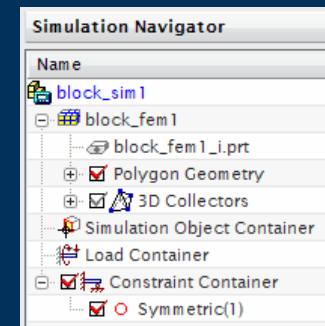 Simulation Navigator
Name
block_sim1
block_fem1
block_fem1_i.prt
Polygon Geometry
3D Collectors
Simulation Object Container
Load Container
Constraint Container
Symmetric(1)